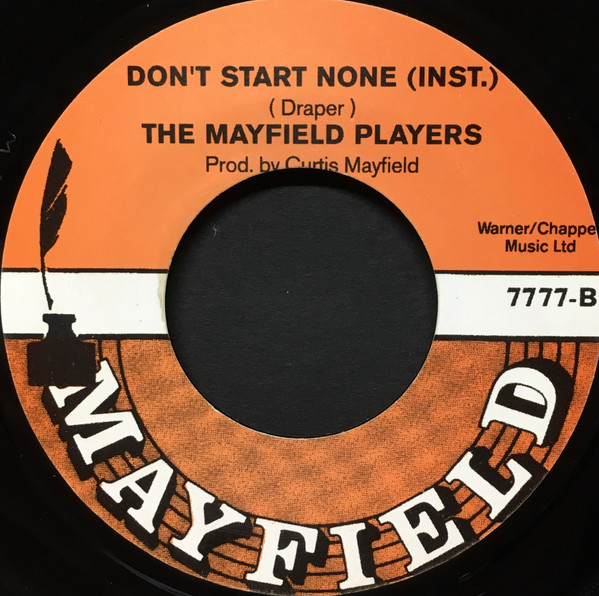 DON'T START NONE (INST.)
( Draper )
THE MAYFIELD PLAYERS
Prod. by Curtis Mayfield
Warner/Chappe
Music Ltd
7777-B
MAYFIELD